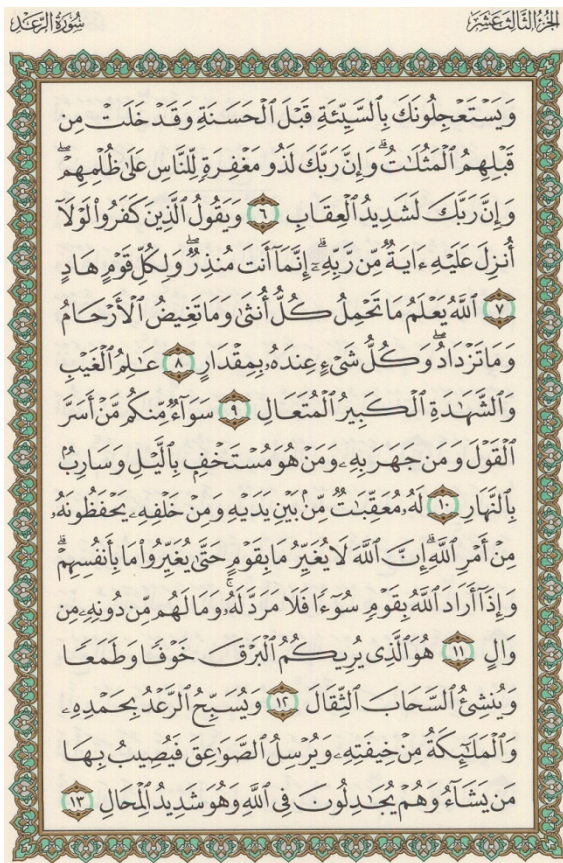 الجزء الثالث عشر
سورة الرعد
وَيَسْتَعْجِلُونَكَ بِٱلسَّيِّئَةِ قَبْلَ ٱلْحَسَنَةِ وَقَدْ خَلَتْ مِن
قَبْلِهِمُ ٱلْمَثُلَٰتُ ۗ وَإِنَّ رَبَّكَ لَذُو مَغْفِرَةٍ لِّلنَّاسِ عَلَىٰ ظُلْمِهِمْ ۖ
وَإِنَّ رَبَّكَ لَشَدِيدُ ٱلْعِقَابِ ٦ وَيَقُولُ ٱلَّذِينَ كَفَرُوا۟ لَوْلَآ
أُنزِلَ عَلَيْهِ ءَايَةٌ مِّن رَّبِّهِۦٓ ۗ إِنَّمَآ أَنتَ مُنذِرٌ ۖ وَلِكُلِّ قَوْمٍ هَادٍ
٧ ٱللَّهُ يَعْلَمُ مَا تَحْمِلُ كُلُّ أُنثَىٰ وَمَا تَغِيضُ ٱلْأَرْحَامُ
وَمَا تَزْدَادُ ۖ وَكُلُّ شَىْءٍ عِندَهُۥ بِمِقْدَارٍ ٨ عَٰلِمُ ٱلْغَيْبِ
وَٱلشَّهَٰدَةِ ٱلْكَبِيرُ ٱلْمُتَعَالِ ٩ سَوَآءٌ مِّنكُم مَّنْ أَسَرَّ
ٱلْقَوْلَ وَمَن جَهَرَ بِهِۦ وَمَنْ هُوَ مُسْتَخْفٍۭ بِٱلَّيْلِ وَسَارِبٌۢ
بِٱلنَّهَارِ ١٠ لَهُۥ مُعَقِّبَٰتٌ مِّنۢ بَيْنِ يَدَيْهِ وَمِنْ خَلْفِهِۦ يَحْفَظُونَهُۥ
مِنْ أَمْرِ ٱللَّهِ ۗ إِنَّ ٱللَّهَ لَا يُغَيِّرُ مَا بِقَوْمٍ حَتَّىٰ يُغَيِّرُوا۟ مَا بِأَنفُسِهِمْ ۗ
وَإِذَآ أَرَادَ ٱللَّهُ بِقَوْمٍ سُوٓءًا فَلَا مَرَدَّ لَهُۥ ۚ وَمَا لَهُم مِّن دُونِهِۦ مِن
وَالٍ ١١ هُوَ ٱلَّذِى يُرِيكُمُ ٱلْبَرْقَ خَوْفًا وَطَمَعًا
وَيُنشِئُ ٱلسَّحَابَ ٱلثِّقَالَ ١٢ وَيُسَبِّحُ ٱلرَّعْدُ بِحَمْدِهِۦ
وَٱلْمَلَٰٓئِكَةُ مِنْ خِيفَتِهِۦ وَيُرْسِلُ ٱلصَّوَٰعِقَ فَيُصِيبُ بِهَا
مَن يَشَآءُ وَهُمْ يُجَٰدِلُونَ فِى ٱللَّهِ وَهُوَ شَدِيدُ ٱلْمِحَالِ ١٣